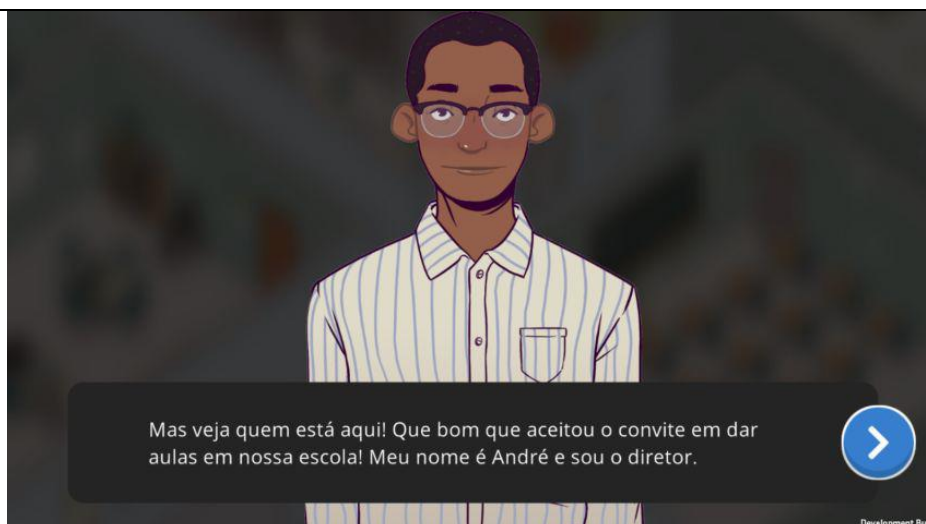 Mas veja quem está aqui! Que bom que aceitou o convite em dar
aulas em nossa escola! Meu nome é André e sou o diretor.
Development Bu